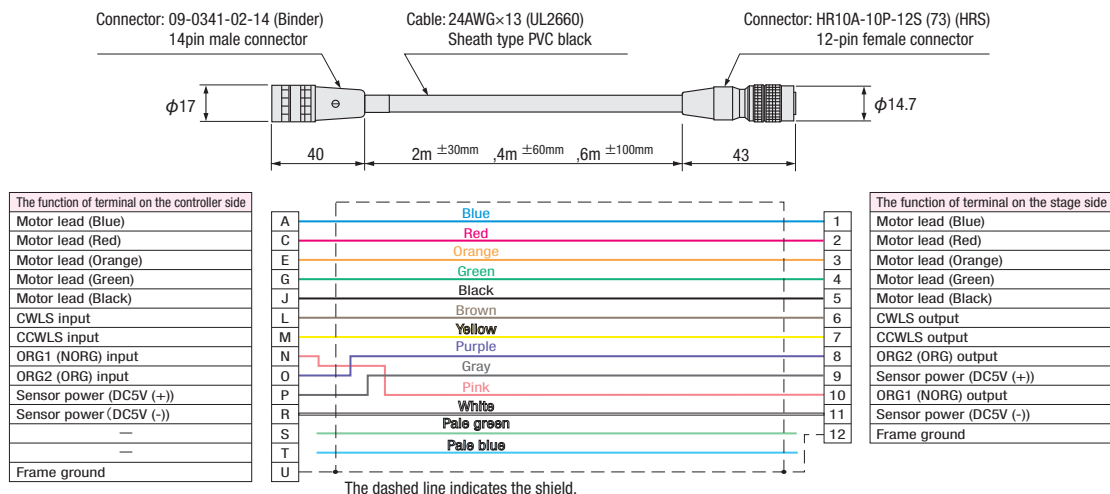 Connector: 09-0341-02-14 (Binder)
14pin male connector
Cable: 24AWG×13 (UL2660)
Sheath type PVC black
Connector: HR10A-10P-12S (73) (HRS)
12-pin female connector
φ17
φ14.7
40
2m ±30mm ,4m ±60mm ,6m ±100mm
43
The function of terminal on the controller side
Motor lead (Blue)
Motor lead (Red)
Motor lead (Orange)
Motor lead (Green)
Motor lead (Black)
CWLS input
CCWLS input
ORG1 (NORG) input
ORG2 (ORG) input
Sensor power (DC5V (+))
Sensor power (DC5V (-))
—
—
Frame ground
A
C
E
G
J
L
M
N
O
P
R
S
T
U
Blue
Red
Orange
Green
Black
Brown
Yellow
Purple
Gray
Pink
White
Pale green
Pale blue
1
2
3
4
5
6
7
8
9
10
11
12
The function of terminal on the stage side
Motor lead (Blue)
Motor lead (Red)
Motor lead (Orange)
Motor lead (Green)
Motor lead (Black)
CWLS output
CCWLS output
ORG2 (ORG) output
Sensor power (DC5V (+))
ORG1 (NORG) output
Sensor power (DC5V (-))
Frame ground
The dashed line indicates the shield.